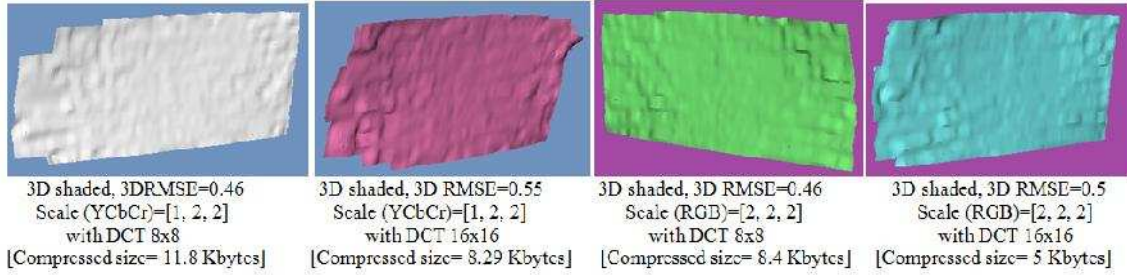 3D shaded, 3DRMSE=0.46
Scale (YCbCr)=[1, 2, 2]
with DCT 8x8
[Compressed size= 11.8 Kbytes]
3D shaded, 3D RMSE=0.55
Scale (YCbCr)=[1, 2, 2]
with DCT 16x16
[Compressed size= 8.29 Kbytes]
3D shaded, 3D RMSE=0.46
Scale (RGB)=[2, 2, 2]
with DCT 8x8
[Compressed size= 8.4 Kbytes]
3D shaded, 3D RMSE=0.5
Scale (RGB)=[2, 2, 2]
with DCT 16x16
[Compressed size= 5 Kbytes]